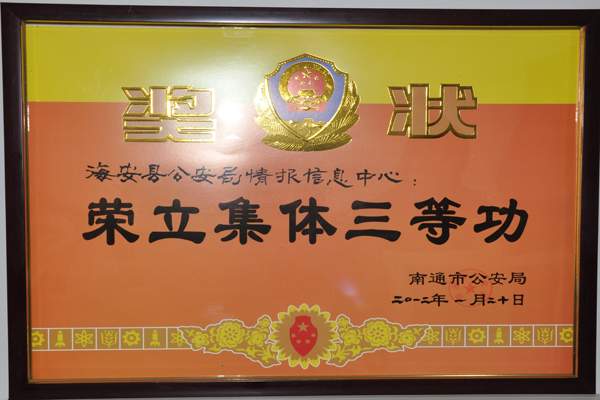 奖 状
海安县公安局情报信息中心：
荣立集体三等功
南通市公安局
二〇一二年一月二十日